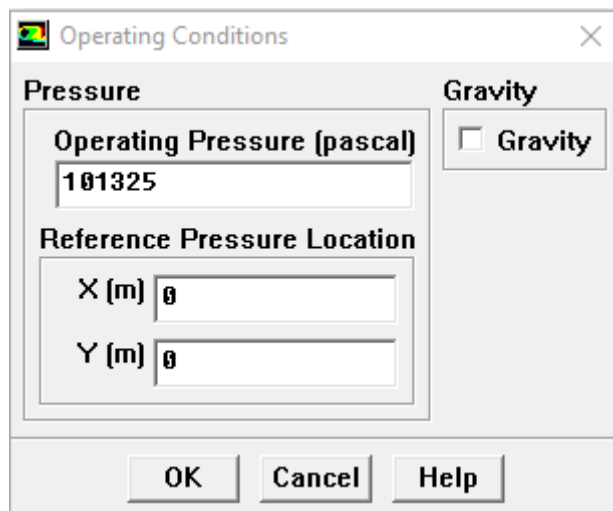 Operating Conditions
Pressure
Operating Pressure (pascal)
101325
Reference Pressure Location
X (m) 0
Y (m) 0
Gravity
Gravity
OK Cancel Help